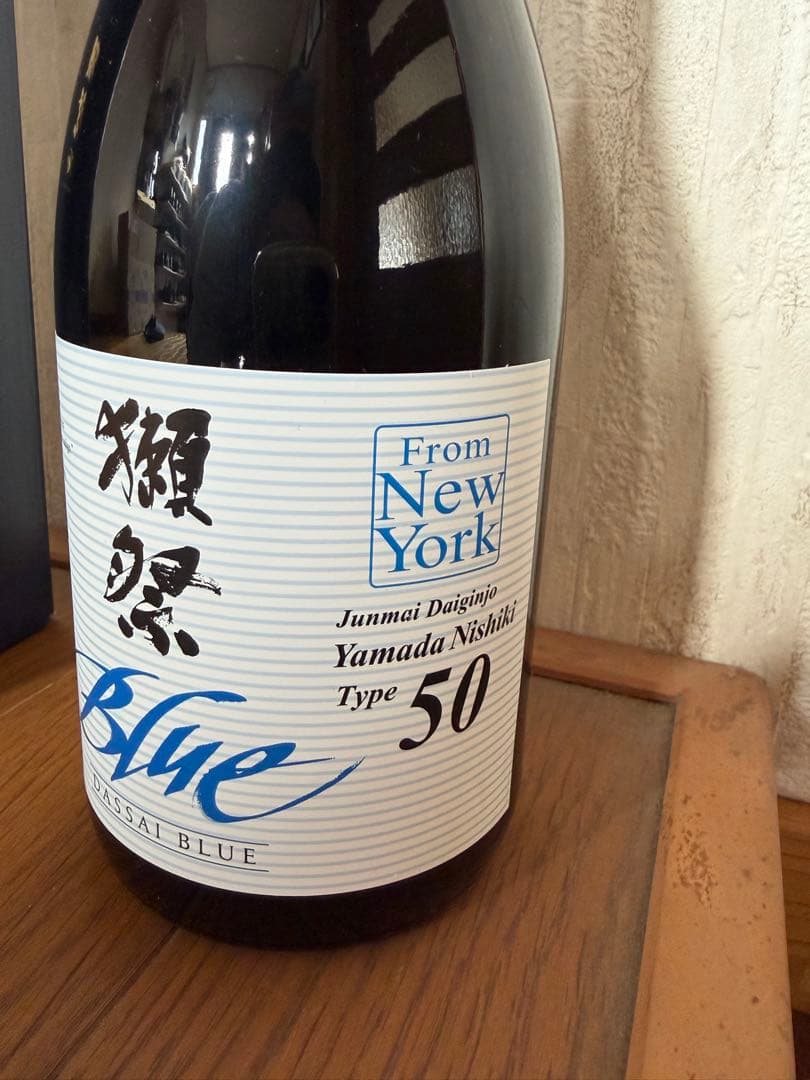 獺祭
Blue
DASSAI BLUE
From
New
York
Junmai Daiginjo
Yamada Nishiki
Type 50